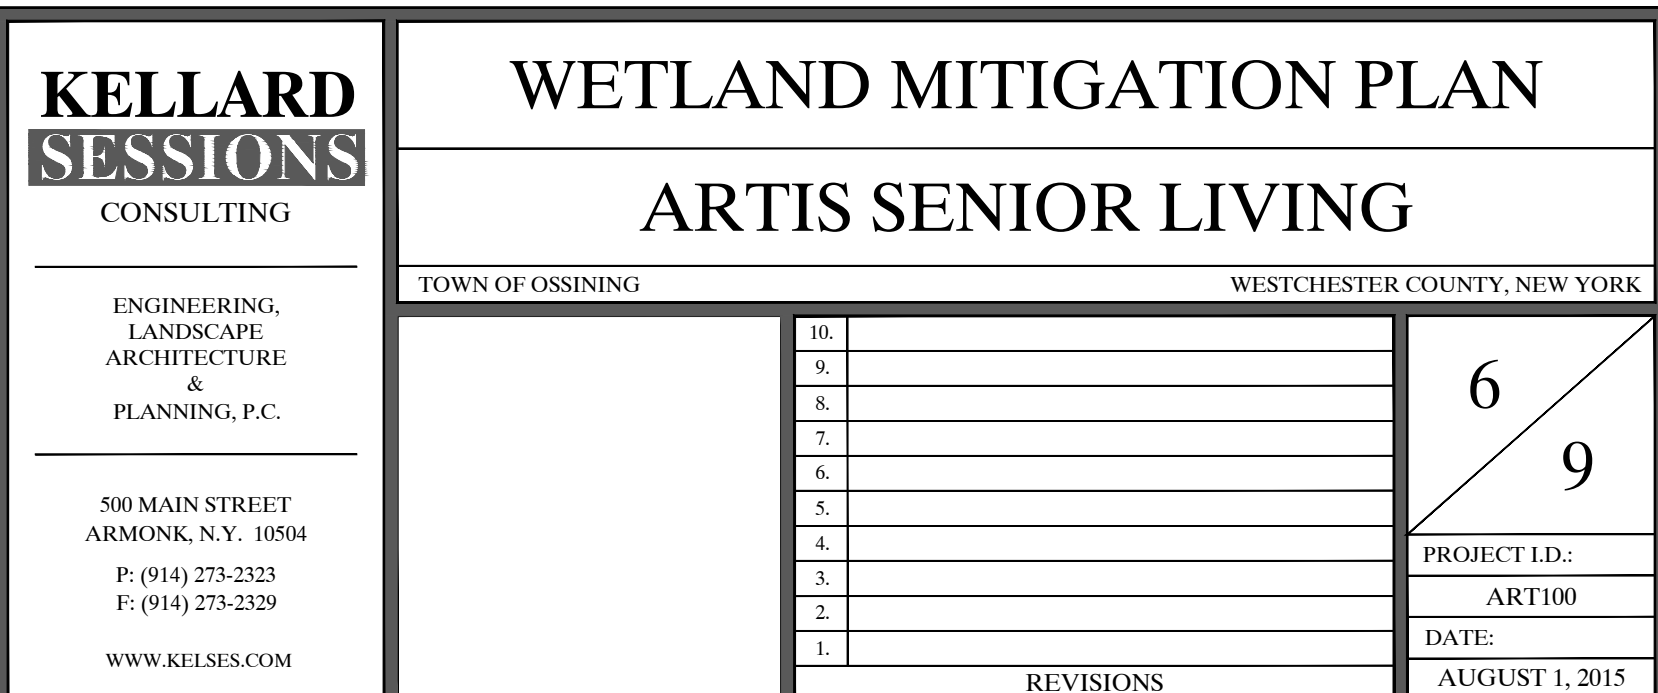 KELLARD
SESSIONS
CONSULTING
ENGINEERING,
LANDSCAPE
ARCHITECTURE
&
PLANNING, P.C.
500 MAIN STREET
ARMONK, N.Y. 10504
P: (914) 273-2323
F: (914) 273-2329
WWW.KELSES.COM
WETLAND MITIGATION PLAN
ARTIS SENIOR LIVING
TOWN OF OSSINING
WESTCHESTER COUNTY, NEW YORK
10.
9.
8.
7.
6.
5.
4.
3.
2.
1.
REVISIONS
6
9
PROJECT I.D.:
ART100
DATE:
AUGUST 1, 2015